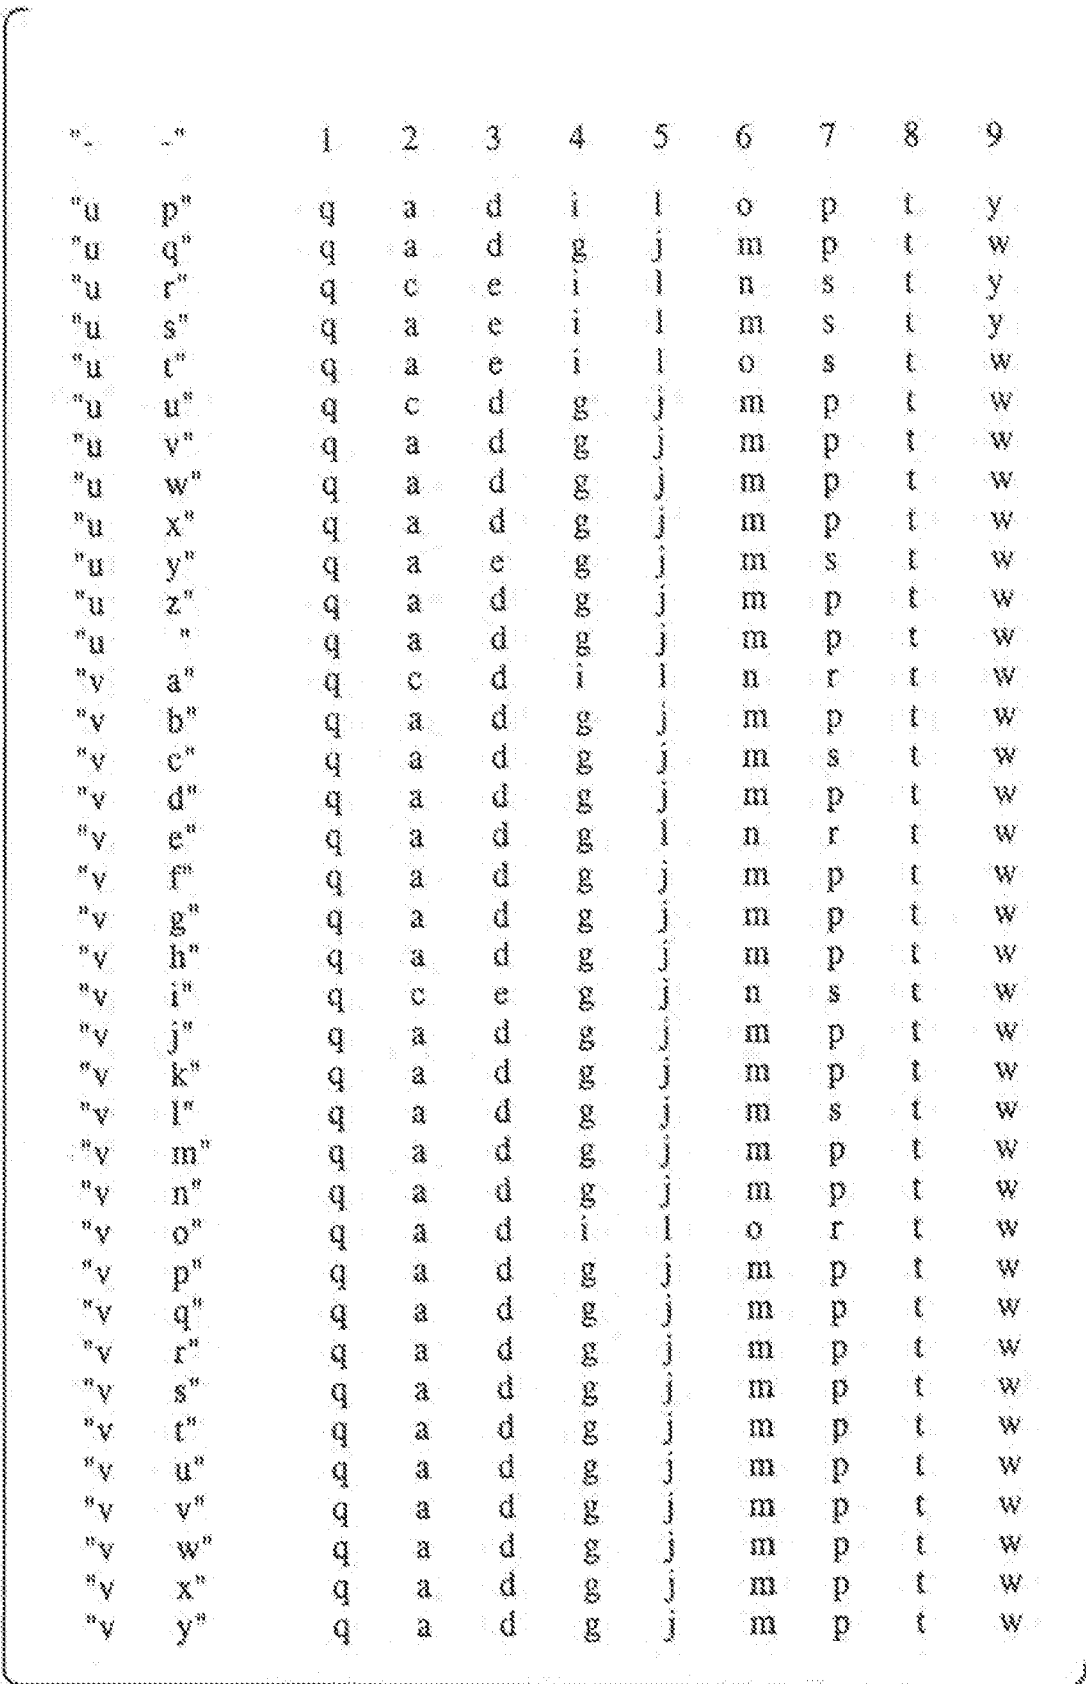 "- -" 1 2 3 4 5 6 7 8 9
"u p" q a d i l o p t y
"u q" q a d g j m p t w
"u r" q c e i l n s t y
"u s" q a e i l m s t y
"u t" q a e i l o s t w
"u u" q c d g j m p t w
"u v" q a d g j m p t w
"u w" q a d g j m p t w
"u x" q a d g j m p t w
"u y" q a e g j m s t w
"u z" q a d g j m p t w
"u " q a d g j m p t w
"v a" q c d i l n r t w
"v b" q a d g j m p t w
"v c" q a d g j m s t w
"v d" q a d g j m p t w
"v e" q a d g l n r t w
"v f" q a d g j m p t w
"v g" q a d g j m p t w
"v h" q a d g j m p t w
"v i" q c e g j n s t w
"v j" q a d g j m p t w
"v k" q a d g j m p t w
"v l" q a d g j m s t w
"v m" q a d g j m p t w
"v n" q a d g j m p t w
"v o" q a d i l o r t w
"v p" q a d g j m p t w
"v q" q a d g j m p t w
"v r" q a d g j m p t w
"v s" q a d g j m p t w
"v t" q a d g j m p t w
"v u" q a d g j m p t w
"v v" q a d g j m p t w
"v w" q a d g j m p t w
"v x" q a d g j m p t w
"v y" q a d g j m p t w